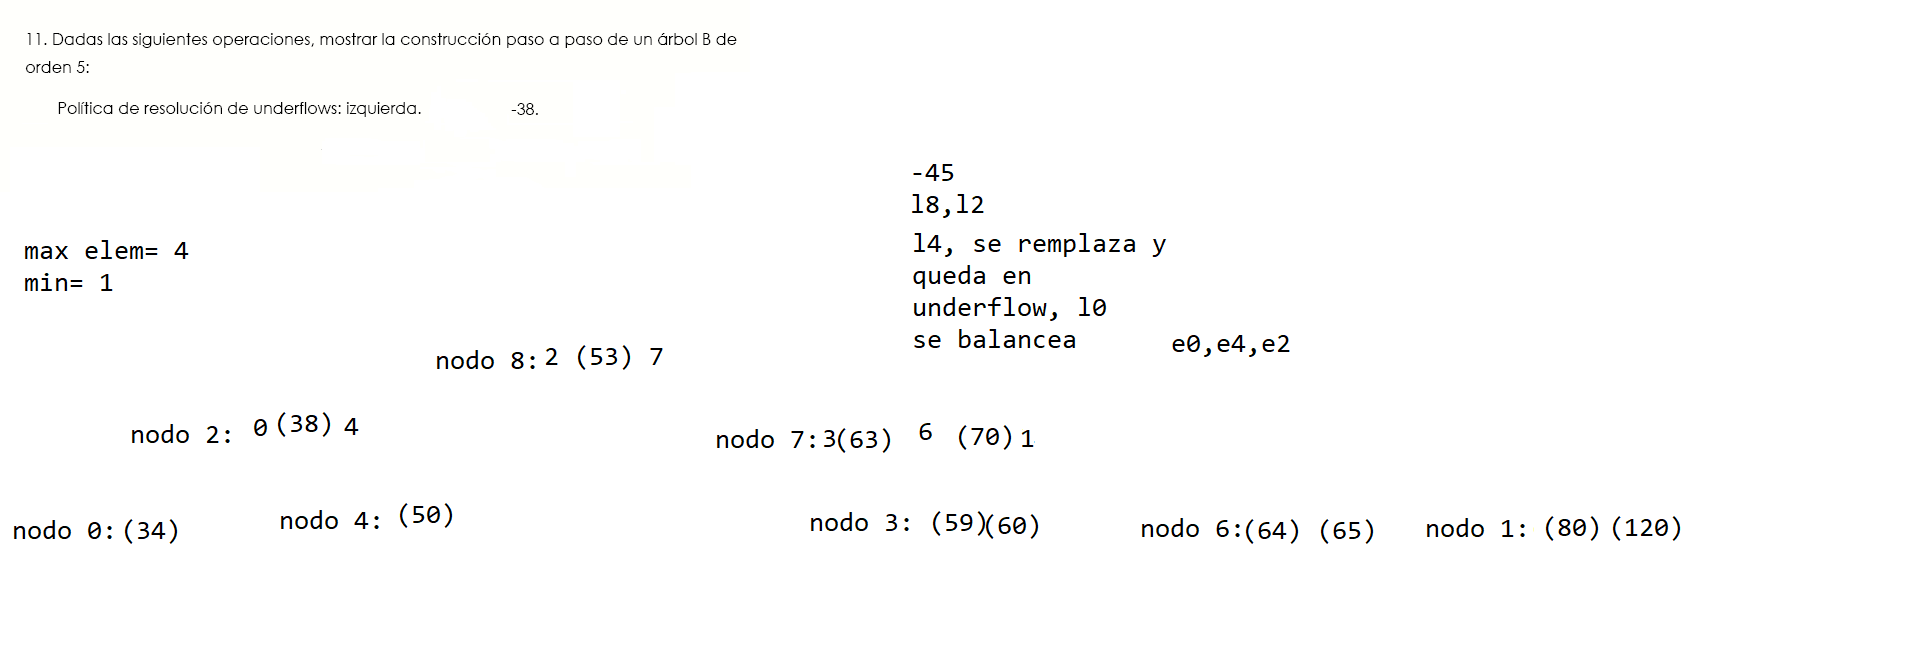 11. Dadas las siguientes operaciones, mostrar la construcción paso a paso de un árbol B de
orden 5:
Política de resolución de underflows: izquierda. -38.
-45
l8,l2
l4, se remplaza y
queda en
underflow, l0
se balancea
e0,e4,e2
max elem= 4
min= 1
nodo 8: 2 (53) 7
nodo 2: 0 (38) 4
nodo 7: 3(63) 6 (70) 1
nodo 0: (34)
nodo 4: (50)
nodo 3: (59)(60)
nodo 6:(64) (65)
nodo 1: (80) (120)